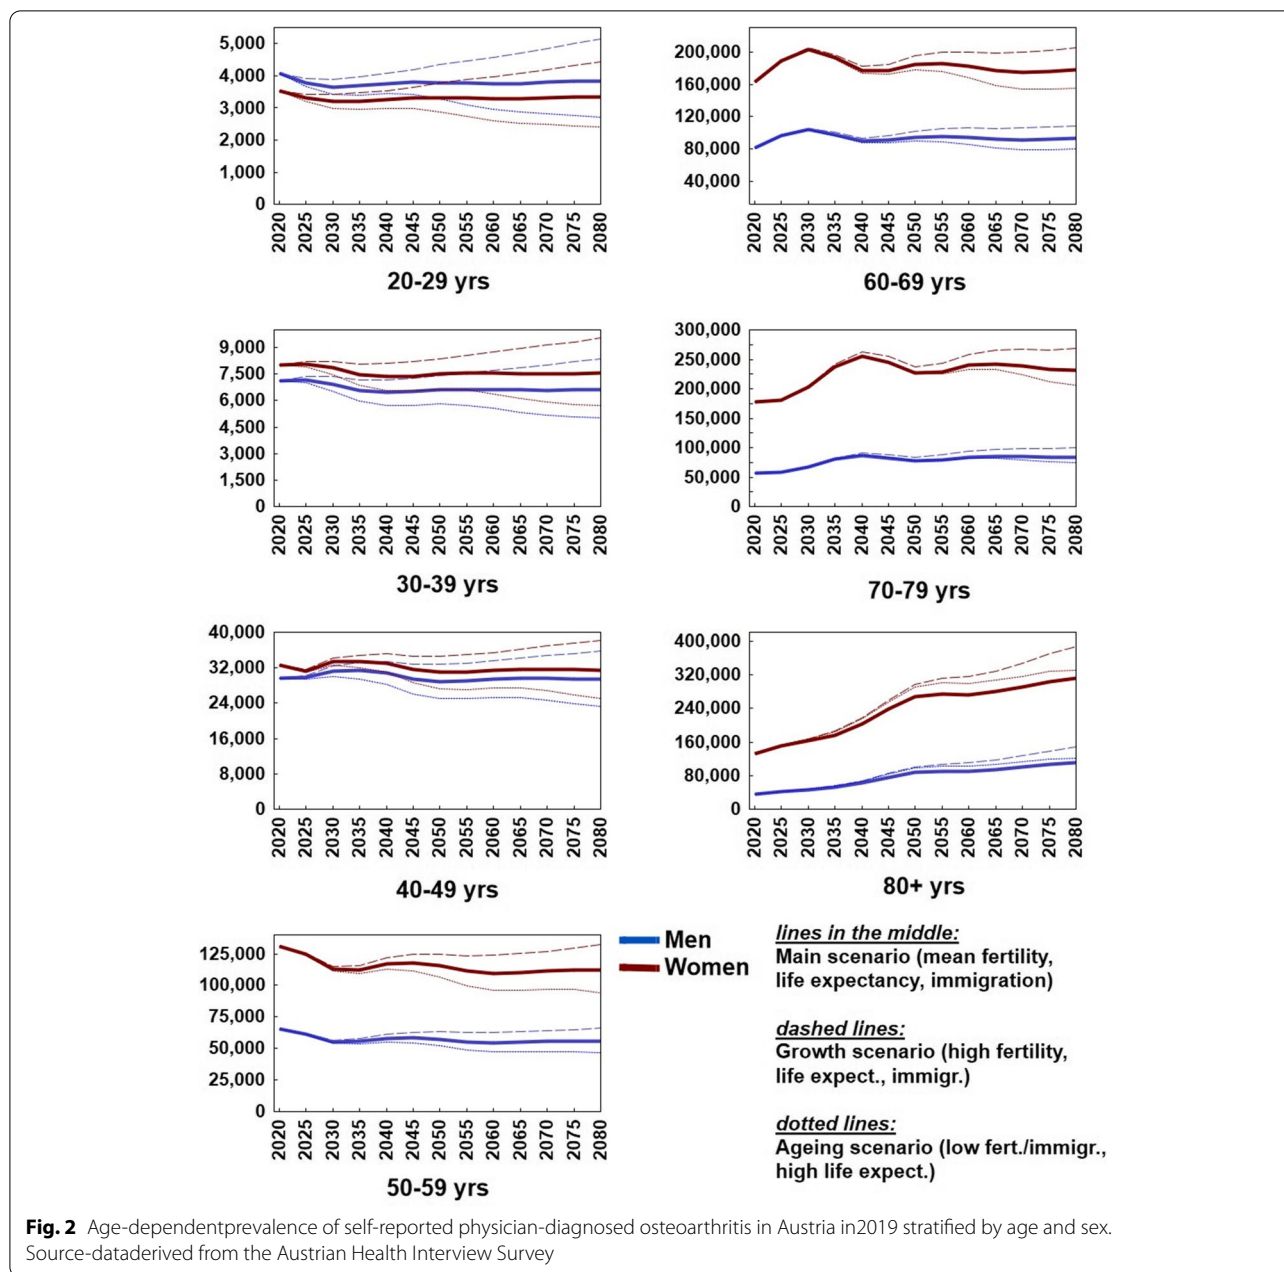 5,000
4,000
3,000
2,000
1,000
0
2020 2025 2030 2035 2040 2045 2050 2055 2060 2065 2070 2075 2080
20-29 yrs
200,000
160,000
120,000
80,000
40,000
2020 2025 2030 2035 2040 2045 2050 2055 2060 2065 2070 2075 2080
60-69 yrs
9,000
7,500
6,000
4,500
3,000
1,500
0
2020 2025 2030 2035 2040 2045 2050 2055 2060 2065 2070 2075 2080
30-39 yrs
300,000
250,000
200,000
150,000
100,000
50,000
0
2020 2025 2030 2035 2040 2045 2050 2055 2060 2065 2070 2075 2080
70-79 yrs
40,000
32,000
24,000
16,000
8,000
0
2020 2025 2030 2035 2040 2045 2050 2055 2060 2065 2070 2075 2080
40-49 yrs
400,000
320,000
240,000
160,000
80,000
0
2020 2025 2030 2035 2040 2045 2050 2055 2060 2065 2070 2075 2080
80+ yrs
125,000
100,000
75,000
50,000
25,000
0
2020 2025 2030 2035 2040 2045 2050 2055 2060 2065 2070 2075 2080
50-59 yrs
Men
Women
lines in the middle:
Main scenario (mean fertility,
life expectancy, immigration)
dashed lines:
Growth scenario (high fertility,
life expect., immigr.)
dotted lines:
Ageing scenario (low fert./immigr.,
high life expect.)
Fig. 2 Age-dependentprevalence of self-reported physician-diagnosed osteoarthritis in Austria in2019 stratified by age and sex.
Source-dataderived from the Austrian Health Interview Survey